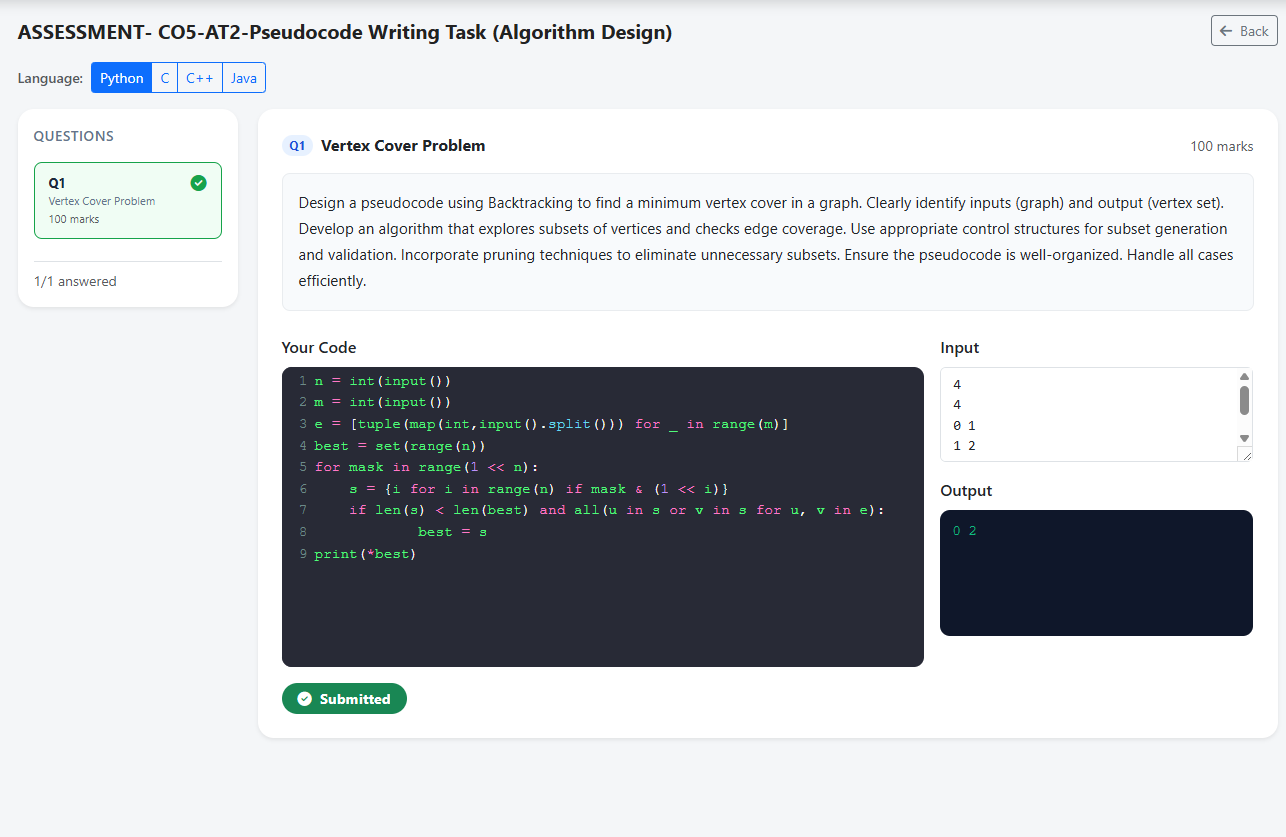 ASSESSMENT- CO5-AT2-Pseudocode Writing Task (Algorithm Design)
Back
Language: Python C C++ Java
QUESTIONS
Q1
Vertex Cover Problem
100 marks
1/1 answered
Q1 Vertex Cover Problem
100 marks
Design a pseudocode using Backtracking to find a minimum vertex cover in a graph. Clearly identify inputs (graph) and output (vertex set).
Develop an algorithm that explores subsets of vertices and checks edge coverage. Use appropriate control structures for subset generation
and validation. Incorporate pruning techniques to eliminate unnecessary subsets. Ensure the pseudocode is well-organized. Handle all cases
efficiently.
Your Code
1 n = int(input())
2 m = int(input())
3 e = [tuple(map(int,input().split())) for _ in range(m)]
4 best = set(range(n))
5 for mask in range(1 << n):
6     s = {i for i in range(n) if mask & (1 << i)}
7     if len(s) < len(best) and all(u in s or v in s for u, v in e):
8             best = s
9 print(*best)
Submitted
Input
4
4
0 1
1 2
Output
0 2